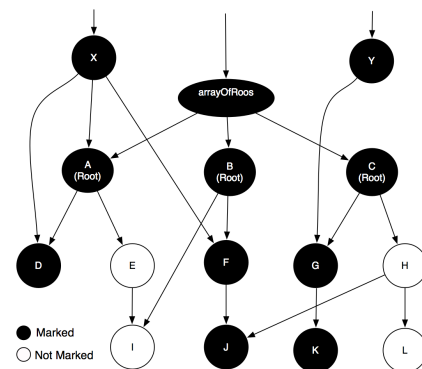 X
Y
arrayOfRoos
A
(Root)
B
(Root)
C
(Root)
D
E
F
G
H
I
J
K
L
Marked
Not Marked